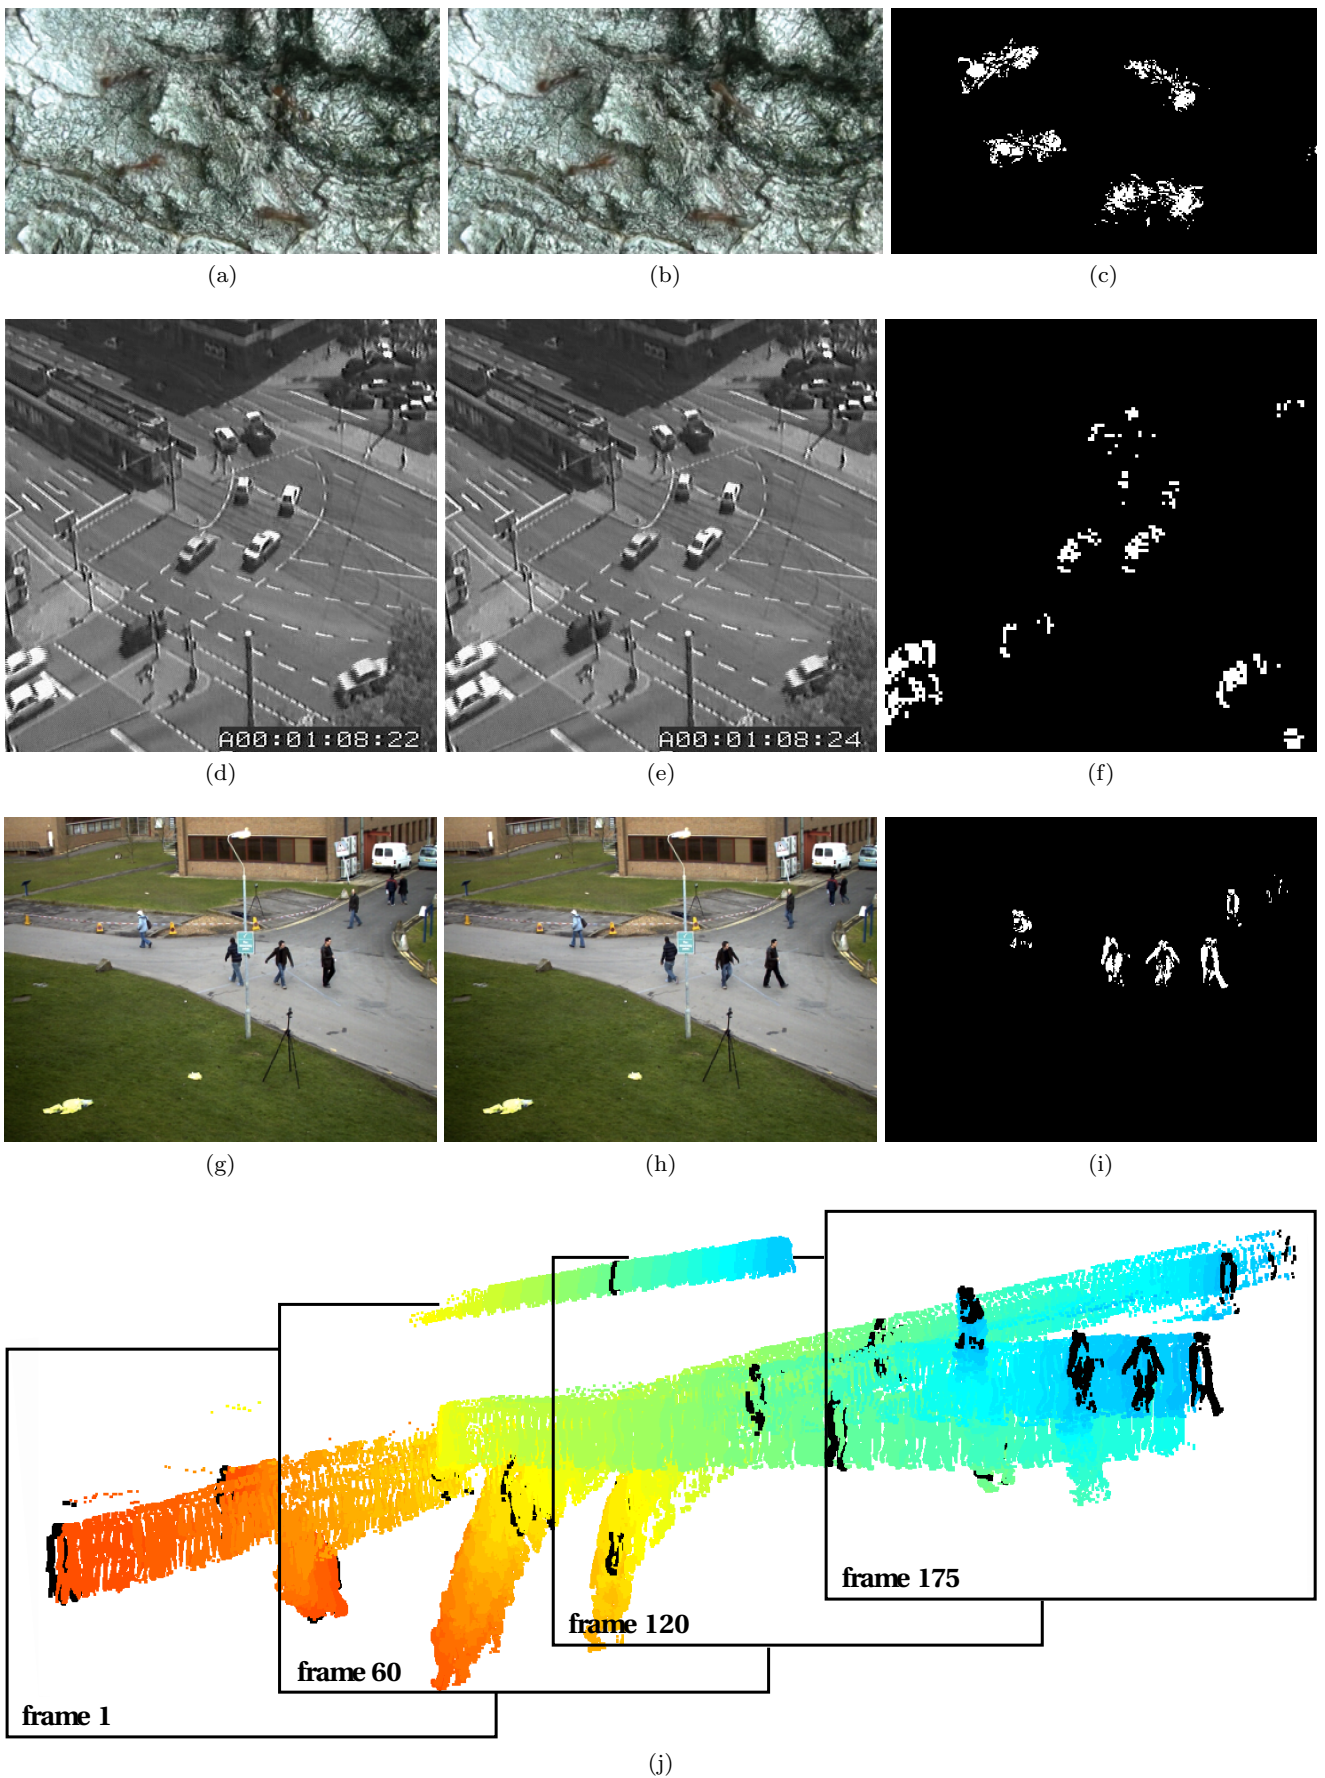 (a)
(b)
(c)
A00:01:08:22
A00:01:08:24
(d)
(e)
(f)
(g)
(h)
(i)
frame 175
frame 120
frame 60
frame 1
(j)